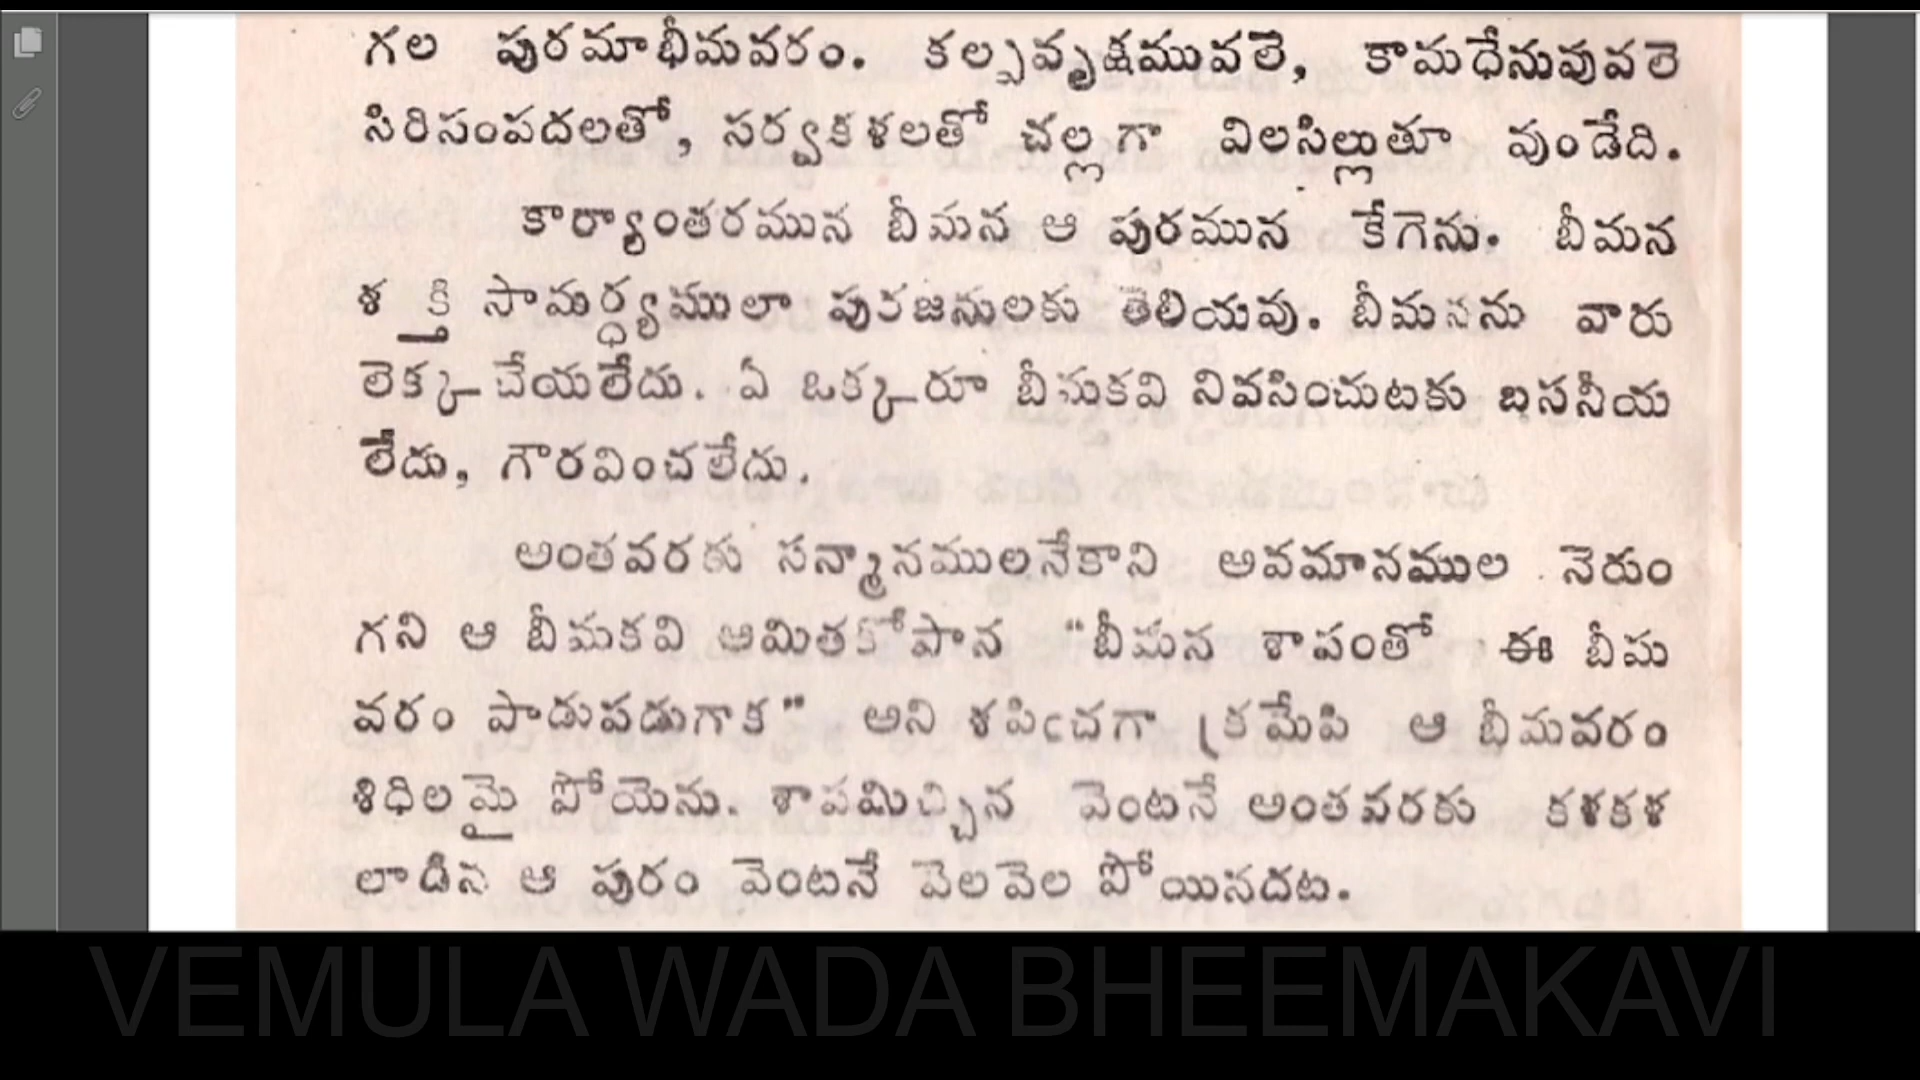 గల పురమాభీమవరం. కల్పవృక్షమువలె, కామధేనువువలె
సిరిసంపదలతో, సర్వకళలతో చల్లగా విలసిల్లుతూ వుండేది.
కార్యాంతరమున బీమన ఆ పురమున కేగెను. బీమన
శక్తి సామర్థ్యములా పురజనులకు తెలియవు. బీమనను వారు
లెక్కచేయలేదు. ఏ ఒక్కరూ బీమకవి నివసించుటకు బసనీయ
లేదు, గౌరవించలేదు.
అంతవరకు సన్మానములనేకాని అవమానముల నెరుం
గని ఆ బీమకవి అమితకోపాన "బీమన శాపంతో ఈ బీమ
వరం పాడుపడుగాక" అని శపించగా క్రమేపి ఆ బీమవరం
శిధిలమై పోయెను. శాపమిచ్చిన వెంటనే అంతవరకు కళకళ
లాడిన ఆ పురం వెంటనే వెలవెల పోయినదట.
VEMULA WADA BHEEMAKAVI